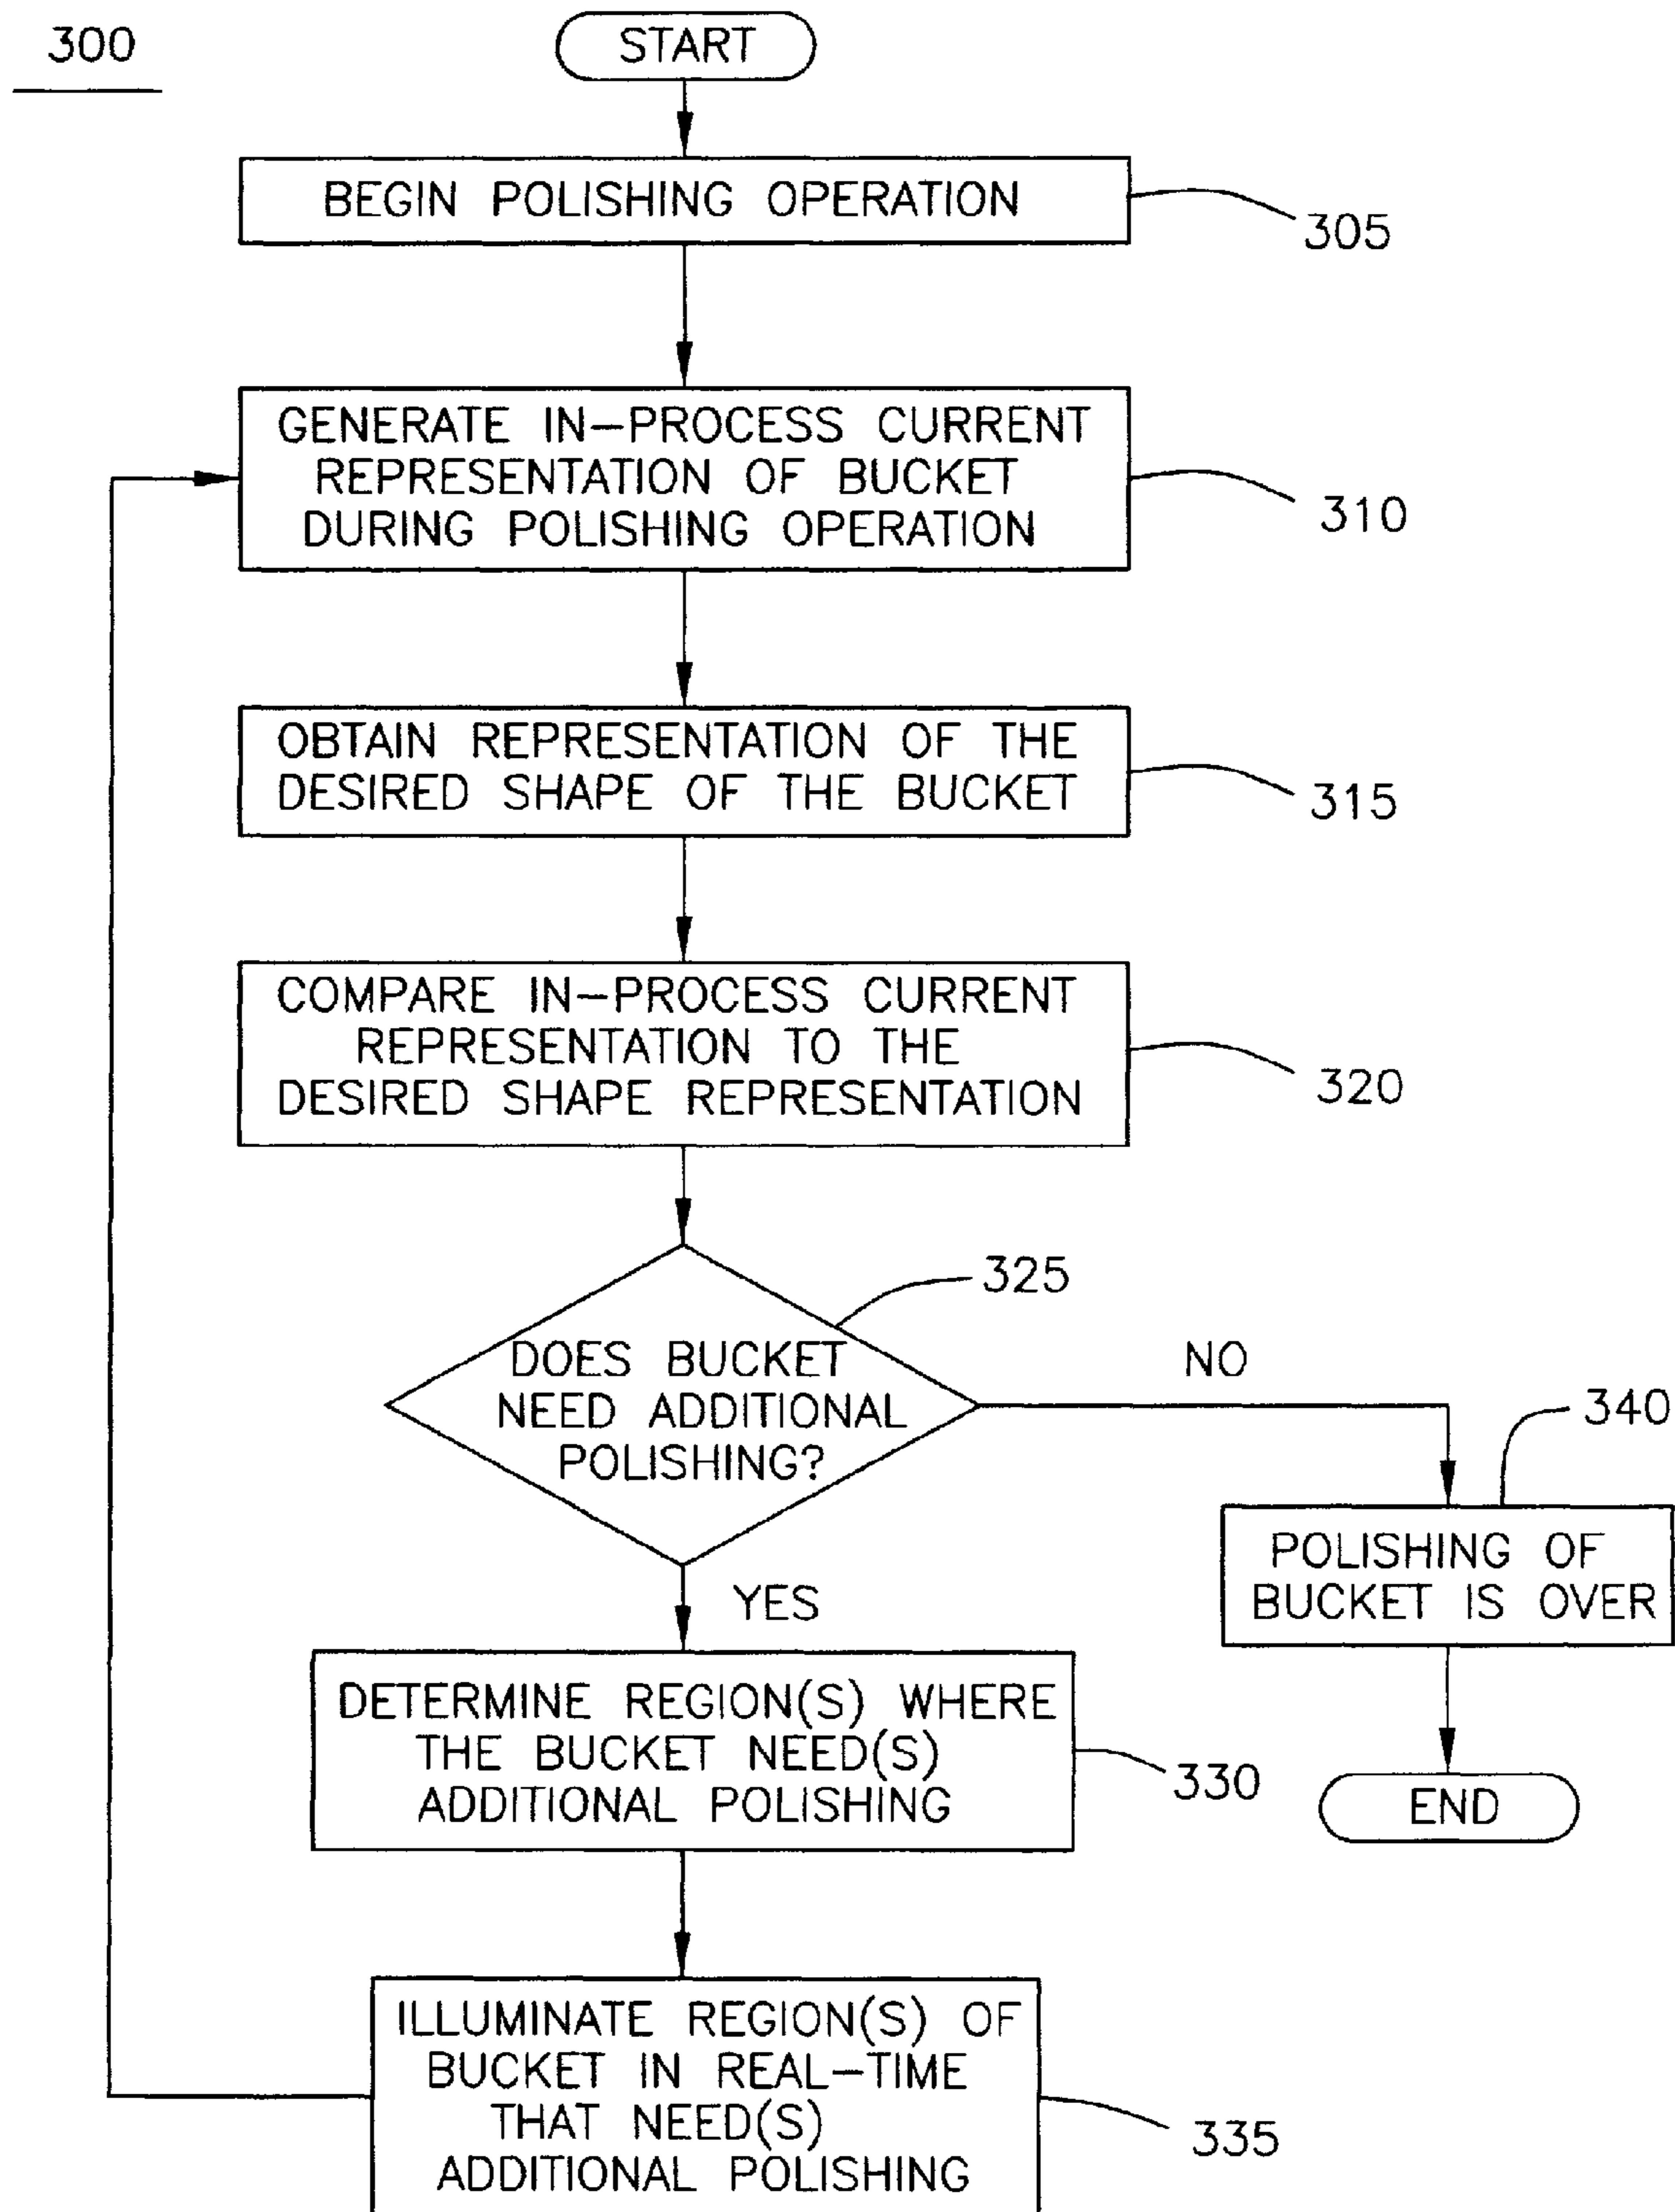 300
START
BEGIN POLISHING OPERATION
305
GENERATE IN-PROCESS CURRENT
REPRESENTATION OF BUCKET
DURING POLISHING OPERATION
310
OBTAIN REPRESENTATION OF THE
DESIRED SHAPE OF THE BUCKET
315
COMPARE IN-PROCESS CURRENT
REPRESENTATION TO THE
DESIRED SHAPE REPRESENTATION
320
325
DOES BUCKET
NEED ADDITIONAL
POLISHING?
NO
340
POLISHING OF
BUCKET IS OVER
YES
DETERMINE REGION(S) WHERE
THE BUCKET NEED(S)
ADDITIONAL POLISHING
330
END
ILLUMINATE REGION(S) OF
BUCKET IN REAL-TIME
THAT NEED(S)
ADDITIONAL POLISHING
335